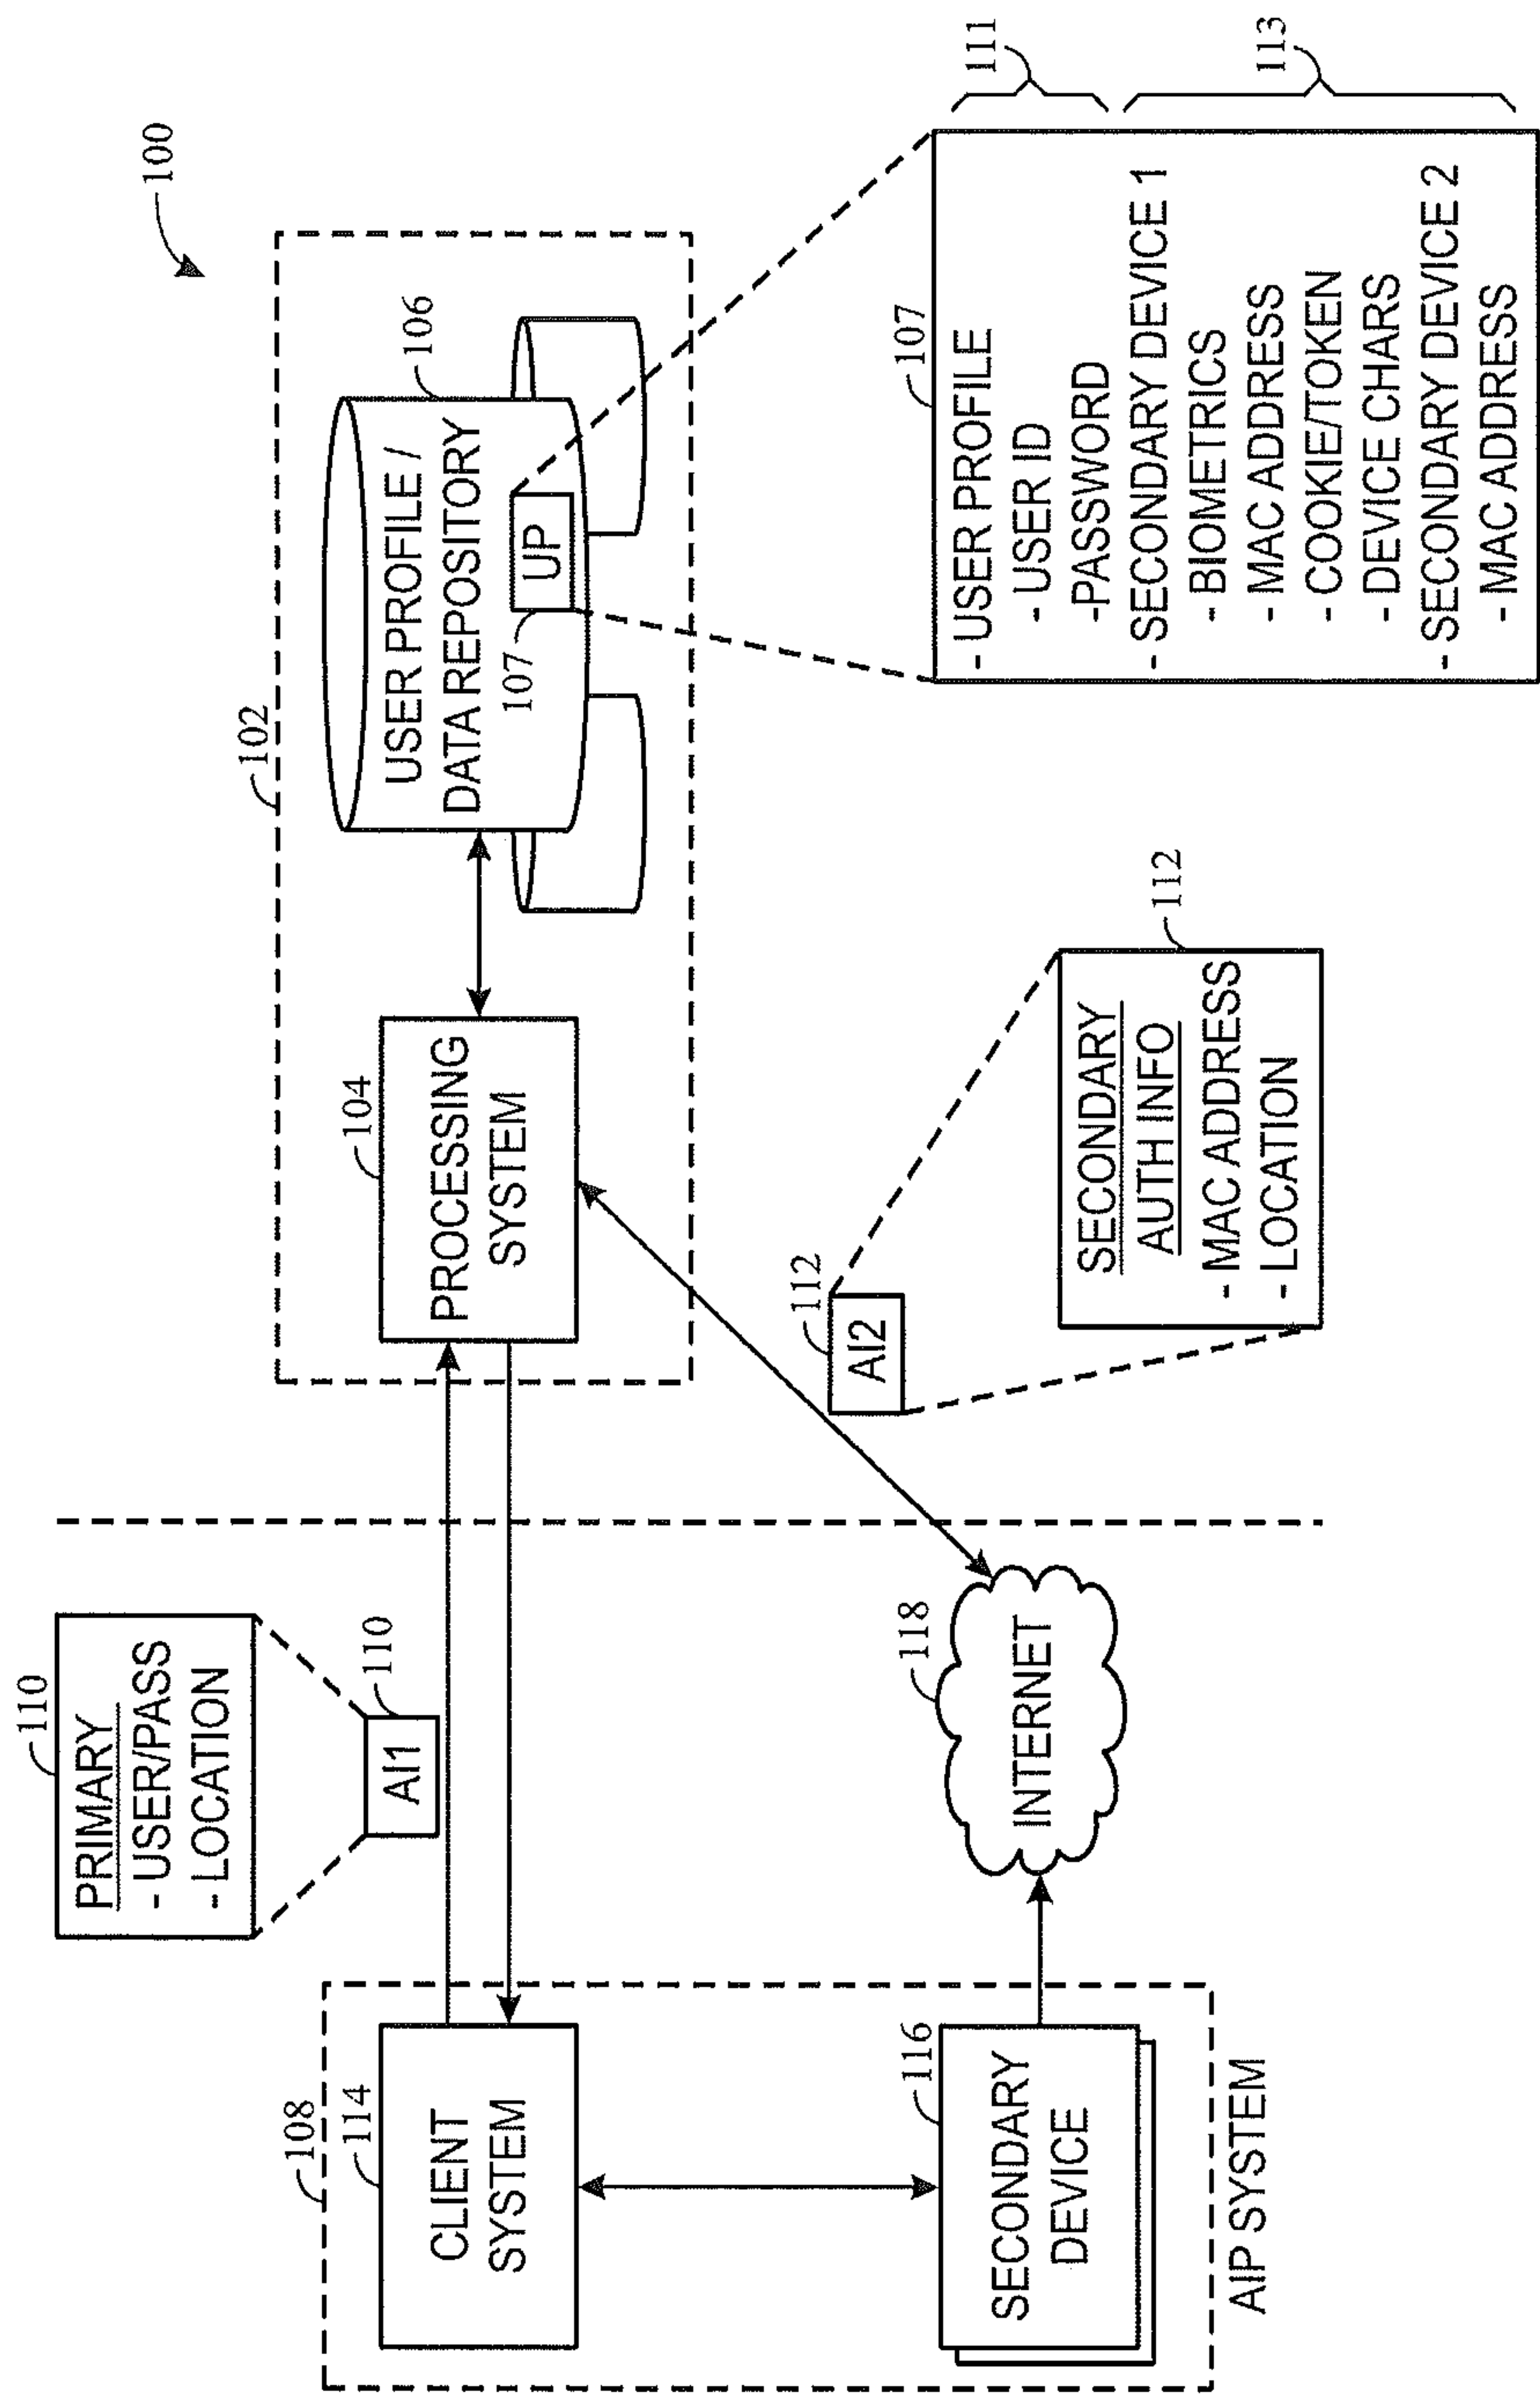 100
110
PRIMARY
- USER/PASS
- LOCATION
AI1
110
102
104
PROCESSING
SYSTEM
106
USER PROFILE /
DATA REPOSITORY
UP
107
108
114
CLIENT
SYSTEM
116
SECONDARY
DEVICE
AIP SYSTEM
118
INTERNET
112
AI2
112
SECONDARY
AUTH INFO
- MAC ADDRESS
- LOCATION
107
- USER PROFILE
- USER ID
-PASSWORD
- SECONDARY DEVICE 1
- BIOMETRICS
- MAC ADDRESS
- COOKIE/TOKEN
- DEVICE CHARS
- SECONDARY DEVICE 2
- MAC ADDRESS
111
113